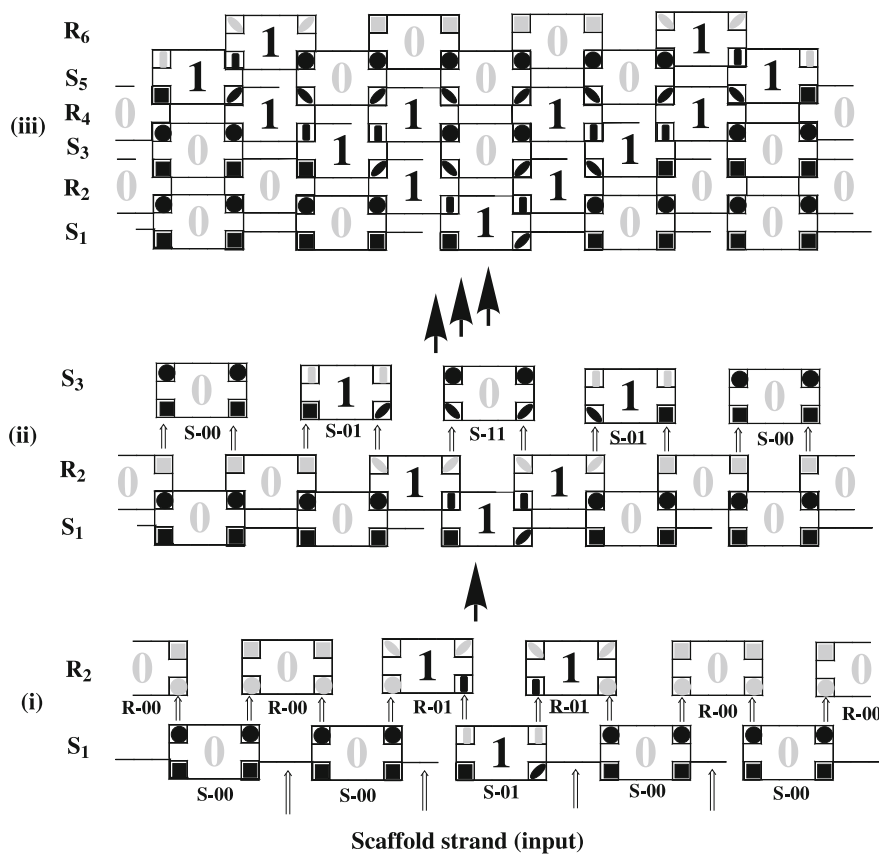 R6 1 0 0 1
S5 1 0 0 0 1
R4 0 1 1 1 1 0
(iii)
S3 0 1 0 1 0
R2 0 0 1 1 0 0
S1 0 0 1 0 0
S3 0 1 0 1 0
S-00 S-01 S-11 S-01 S-00
(ii)
R2 0 0 1 1 0 0
S1 0 0 1 0 0
R2 0 0 1 1 0 0
R-00 R-00 R-01 R-01 R-00 R-00
(i)
S1 0 0 1 0 0
S-00 S-00 S-01 S-00 S-00
Scaffold strand (input)